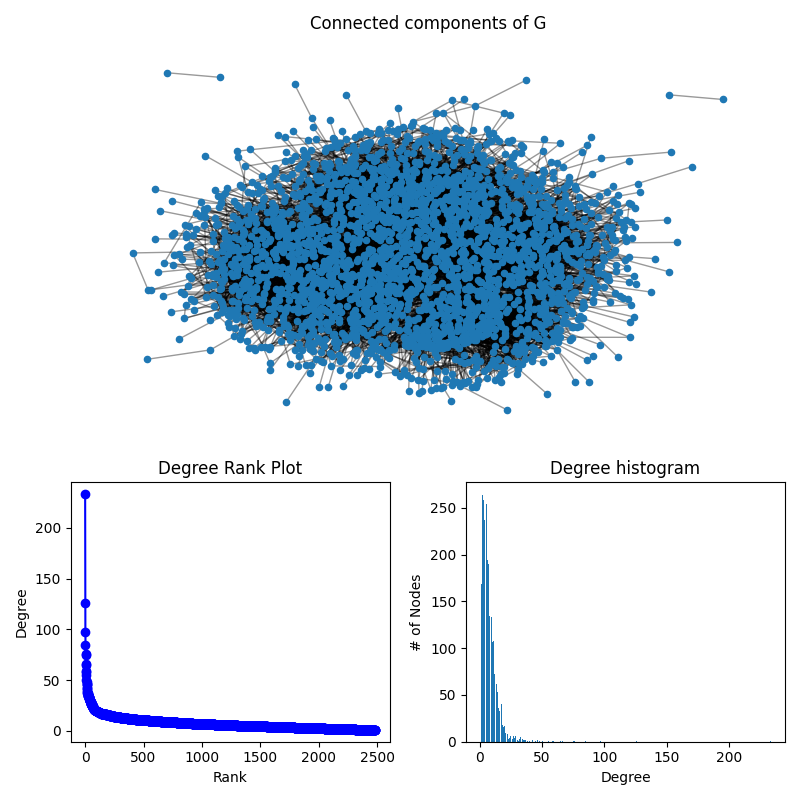 Connected components of G
Degree Rank Plot
Degree
200
150
100
50
0
0 500 1000 1500 2000 2500
Rank
Degree histogram
# of Nodes
250
200
150
100
50
0
0 50 100 150 200
Degree